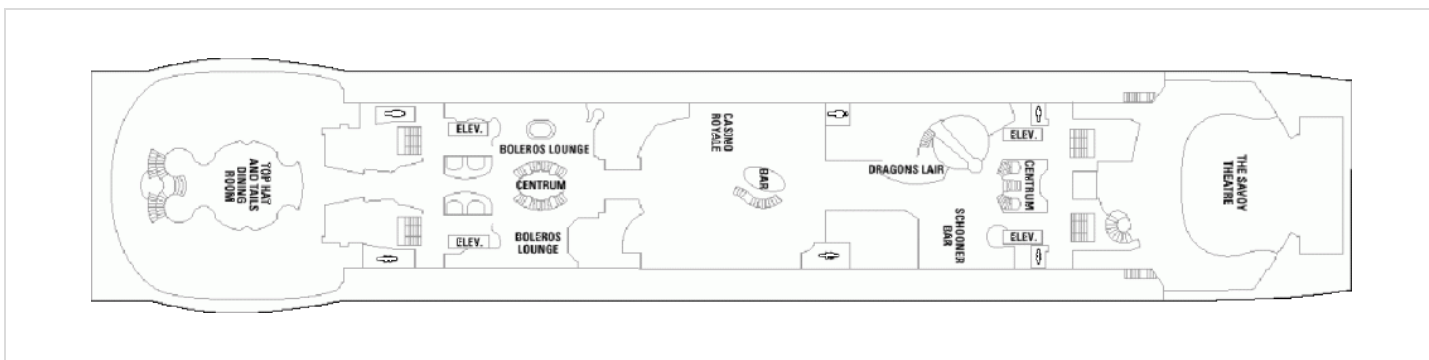 TOP HAT
AND TAILS
DINING
ROOM
ELEV.
ELEV.
BOLEROS LOUNGE
CENTRUM
BOLEROS
LOUNGE
CASINO
ROYALE
BAR
DRAGONS LAIR
SCHOONER
BAR
ELEV.
CENTRUM
ELEV.
THE SAVOY
THEATRE